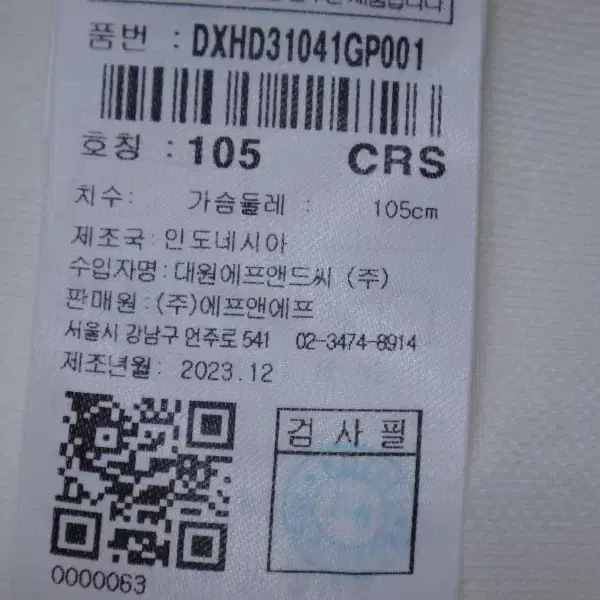 품번 : DXHD31041GP001
호칭 : 105 CRS
치수: 가슴둘레 : 105cm
제조국: 인도네시아
수입자명: 대원에프앤드씨 (주)
판매원: (주)에프앤에프
서울시 강남구 언주로 541 02-3474-8914
제조년월: 2023.12
검사필
0000063